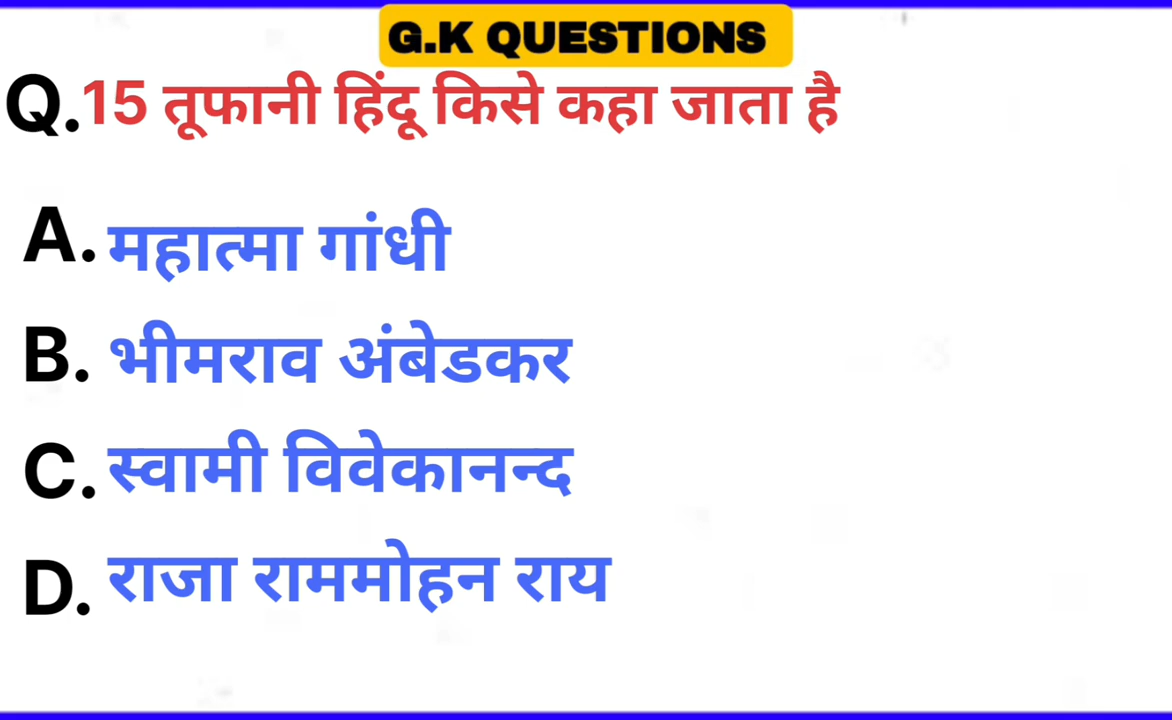 G.K QUESTIONS
Q.15 तूफानी हिंदू किसे कहा जाता है
A. महात्मा गांधी
B. भीमराव अंबेडकर
C. स्वामी विवेकानन्द
D. राजा राममोहन राय